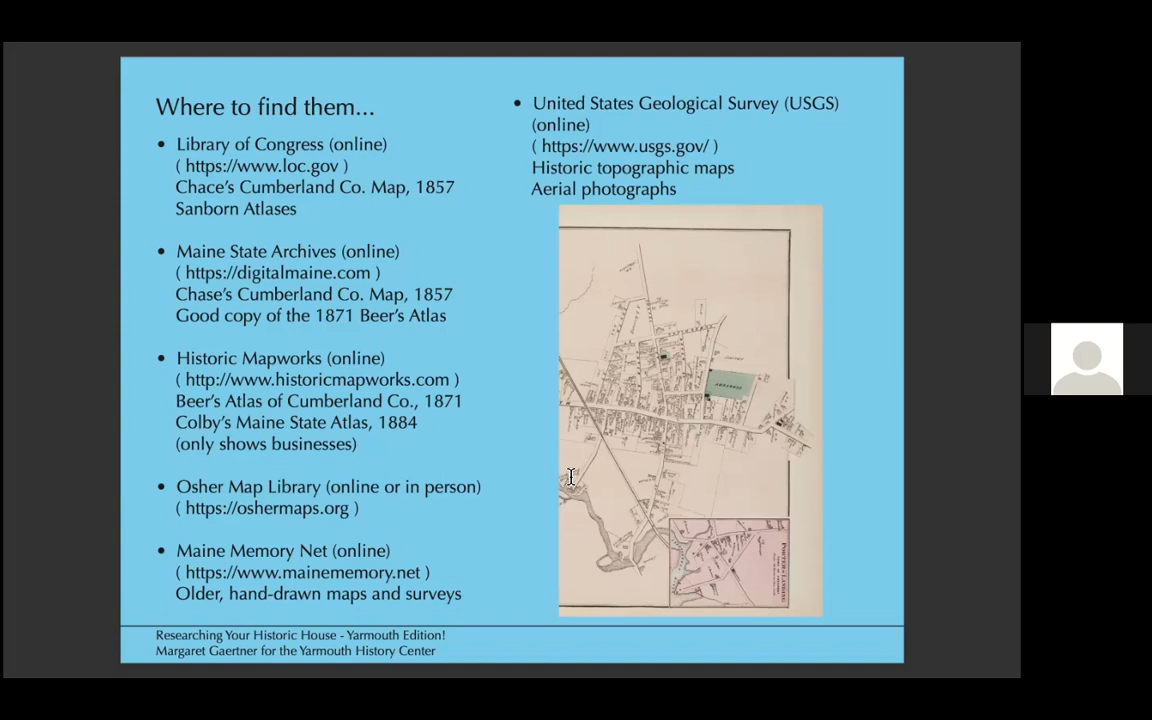 Where to find them...
• Library of Congress (online)
( https://www.loc.gov )
Chace's Cumberland Co. Map, 1857
Sanborn Atlases
• Maine State Archives (online)
( https://digitalmaine.com )
Chase's Cumberland Co. Map, 1857
Good copy of the 1871 Beer's Atlas
• Historic Mapworks (online)
( http://www.historicmapworks.com )
Beer's Atlas of Cumberland Co., 1871
Colby's Maine State Atlas, 1884
(only shows businesses)
• Osher Map Library (online or in person)
( https://oshermaps.org )
• Maine Memory Net (online)
( https://www.mainememory.net )
Older, hand-drawn maps and surveys
• United States Geological Survey (USGS)
(online)
( https://www.usgs.gov/ )
Historic topographic maps
Aerial photographs
PORTER'S LANDING
Researching Your Historic House - Yarmouth Edition!
Margaret Gaertner for the Yarmouth History Center